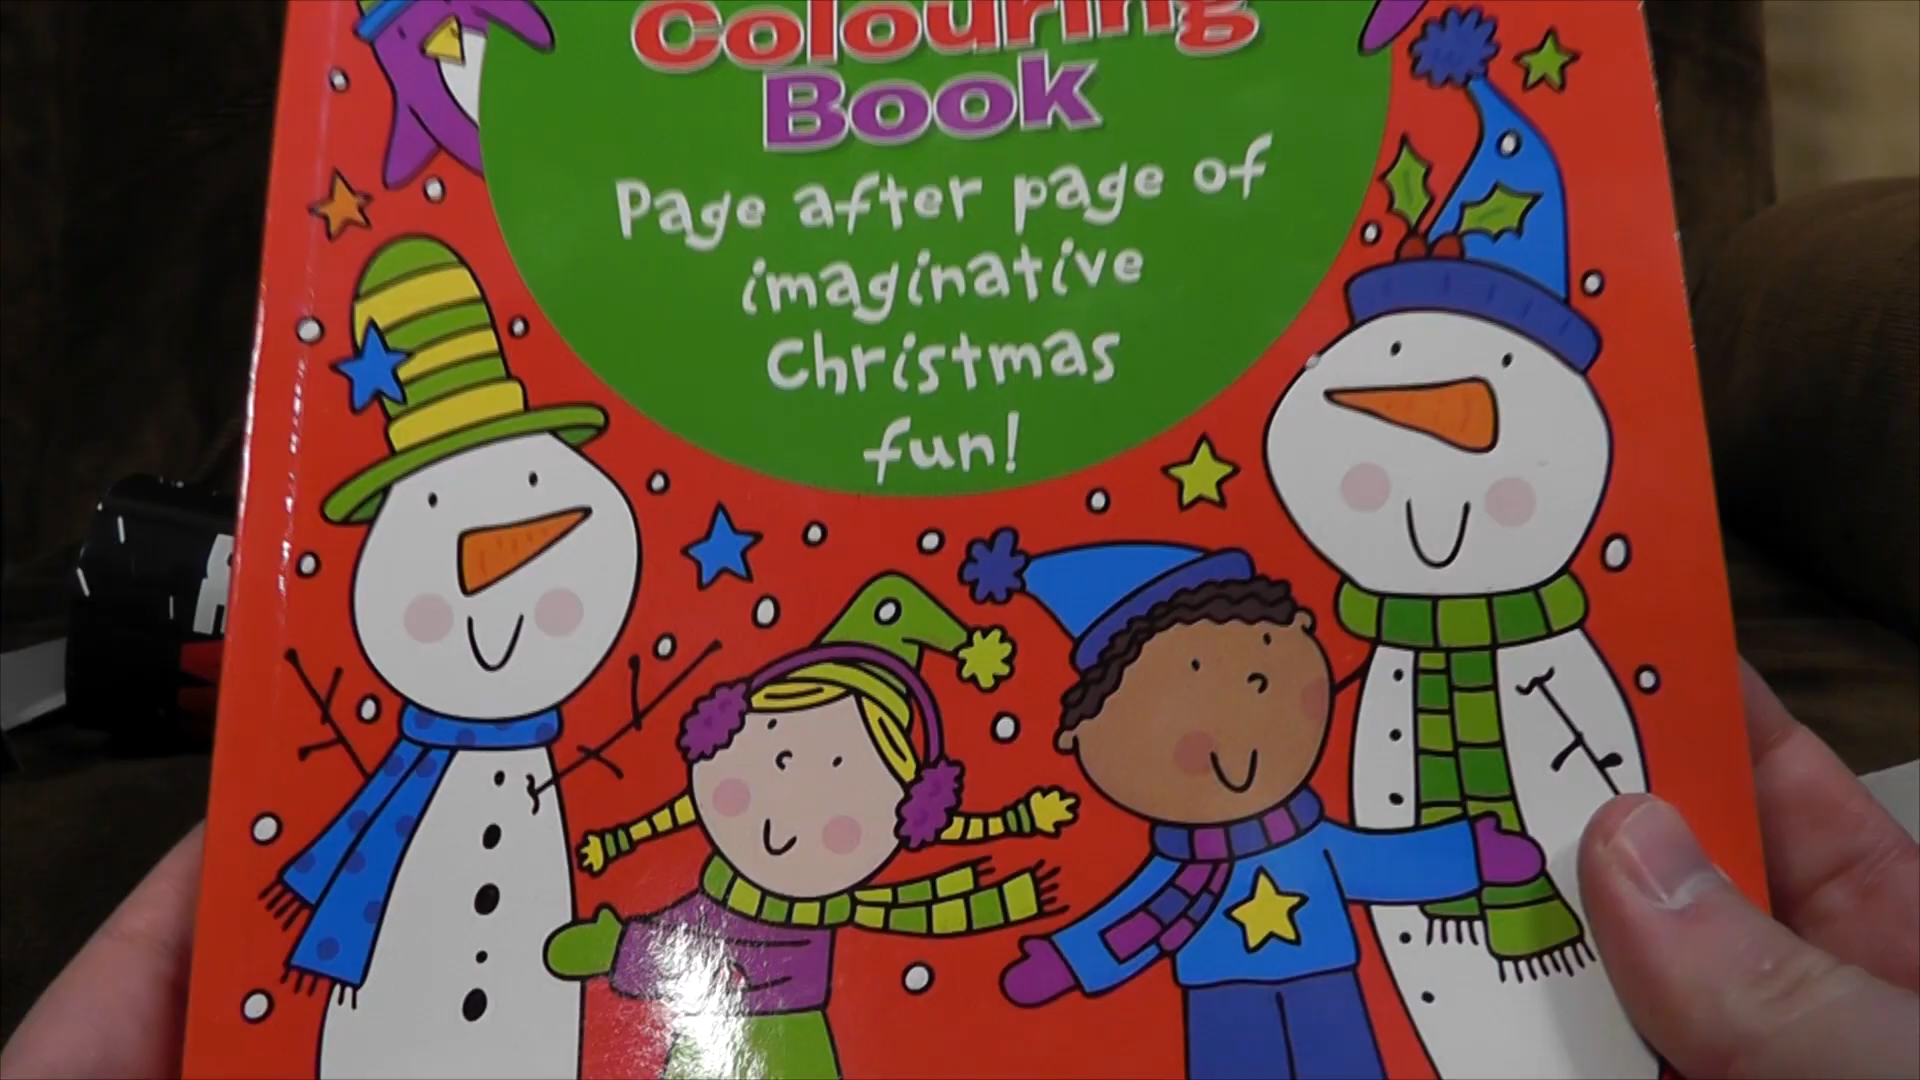 Colouring
Book
Page after page of
imaginative
Christmas
fun!